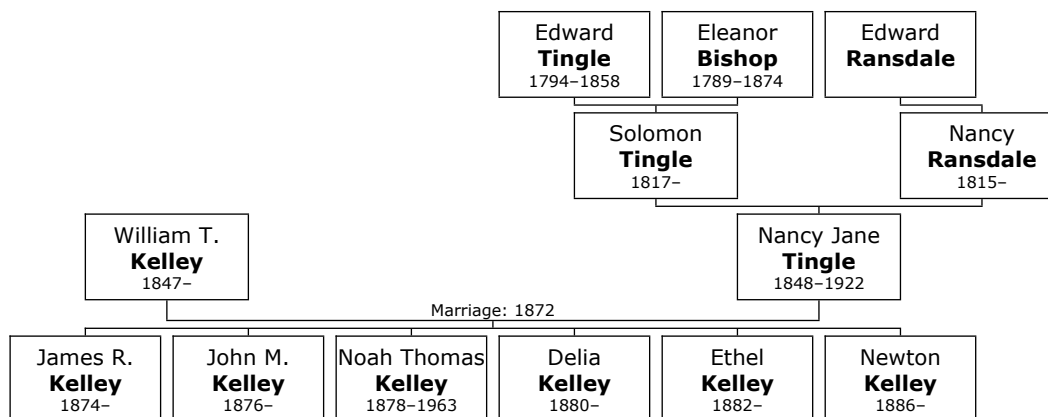 Edward
Tingle
1794–1858
Eleanor
Bishop
1789–1874
Edward
Ransdale
Solomon
Tingle
1817–
Nancy
Ransdale
1815–
William T.
Kelley
1847–
Nancy Jane
Tingle
1848–1922
Marriage: 1872
James R.
Kelley
1874–
John M.
Kelley
1876–
Noah Thomas
Kelley
1878–1963
Delia
Kelley
1880–
Ethel
Kelley
1882–
Newton
Kelley
1886–